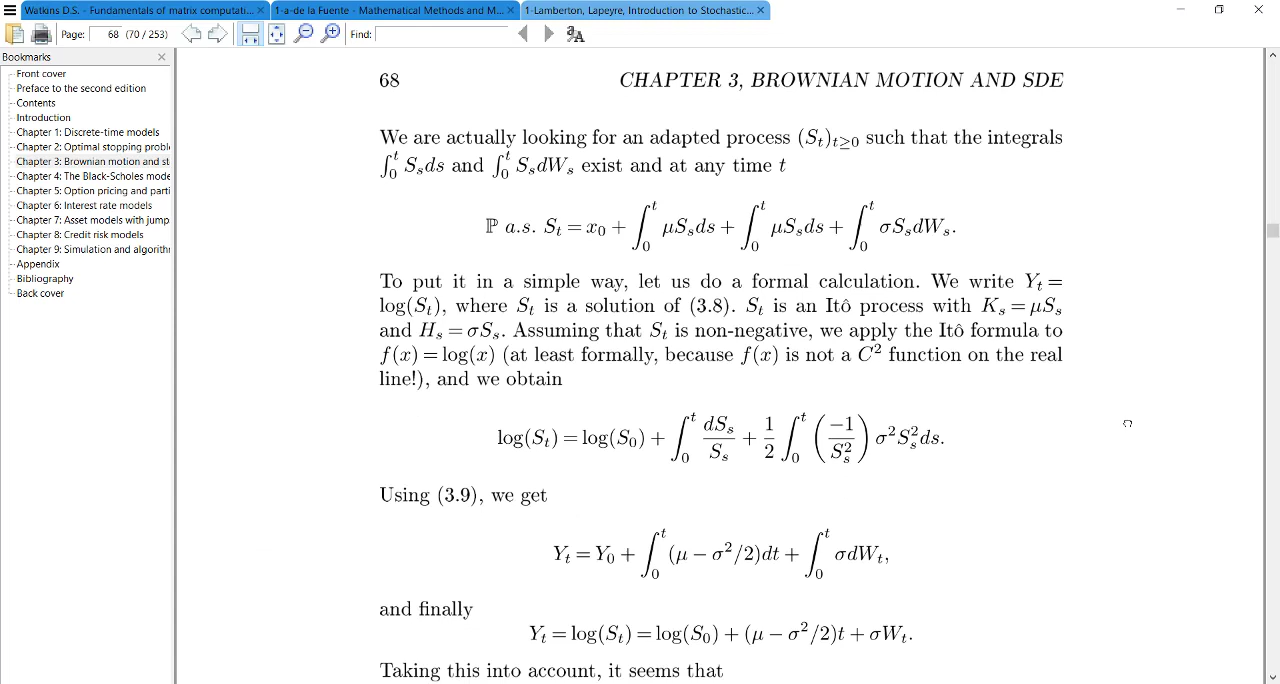 Watkins D.S. - Fundamentals of matrix computati...
1-a-de la Fuente - Mathematical Methods and M...
1-Lamberton, Lapeyre, Introduction to Stochastic...
Page: 68 (70 / 253)
Find:
Bookmarks
Front cover
Preface to the second edition
Contents
Introduction
Chapter 1: Discrete-time models
Chapter 2: Optimal stopping probl
Chapter 3: Brownian motion and st
Chapter 4: The Black-Scholes mode
Chapter 5: Option pricing and parti
Chapter 6: Interest rate models
Chapter 7: Asset models with jump
Chapter 8: Credit risk models
Chapter 9: Simulation and algorithr
Appendix
Bibliography
Back cover
68 CHAPTER 3, BROWNIAN MOTION AND SDE
We are actually looking for an adapted process (S_t)_{t≥0} such that the integrals
∫_0^t S_s ds and ∫_0^t S_s dW_s exist and at any time t
ℙ a.s. S_t = x_0 + ∫_0^t μS_s ds + ∫_0^t μS_s ds + ∫_0^t σS_s dW_s.
To put it in a simple way, let us do a formal calculation. We write Y_t =
log(S_t), where S_t is a solution of (3.8). S_t is an Itô process with K_s = μS_s
and H_s = σS_s. Assuming that S_t is non-negative, we apply the Itô formula to
f(x) = log(x) (at least formally, because f(x) is not a C² function on the real
line!), and we obtain
log(S_t) = log(S_0) + ∫_0^t dS_s/S_s + 1/2 ∫_0^t (−1/S_s²) σ²S_s² ds.
Using (3.9), we get
Y_t = Y_0 + ∫_0^t (μ − σ²/2)dt + ∫_0^t σdW_t,
and finally
Y_t = log(S_t) = log(S_0) + (μ − σ²/2)t + σW_t.
Taking this into account, it seems that